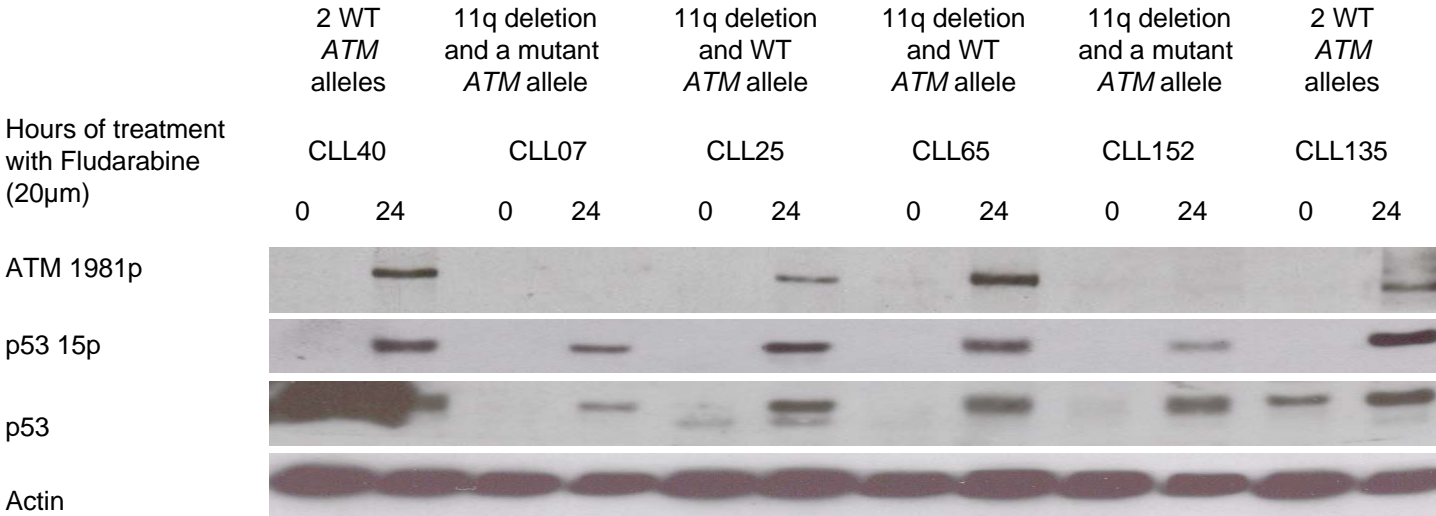 2 WT
ATM
alleles
11q deletion
and a mutant
ATM allele
11q deletion
and WT
ATM allele
11q deletion
and WT
ATM allele
11q deletion
and a mutant
ATM allele
2 WT
ATM
alleles
Hours of treatment
with Fludarabine
(20µm)
CLL40 CLL07 CLL25 CLL65 CLL152 CLL135
0 24 0 24 0 24 0 24 0 24 0 24
ATM 1981p
p53 15p
p53
Actin